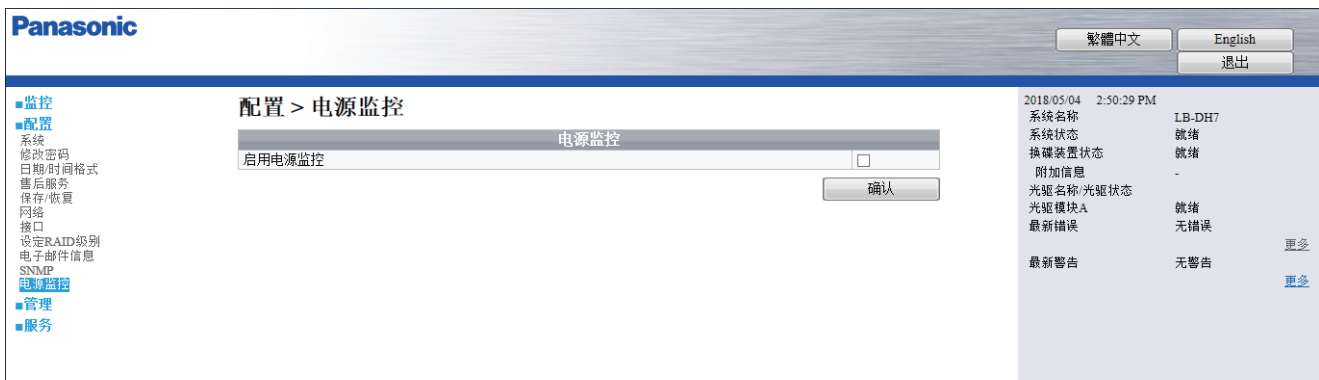 Panasonic
繁體中文
English
退出
■监控
■配置
系统
修改密码
日期/时间格式
售后服务
保存/恢复
网络
接口
设定RAID级别
电子邮件信息
SNMP
电源监控
■管理
■服务
配置 > 电源监控
电源监控
启用电源监控
确认
2018/05/04 2:50:29 PM
系统名称 LB-DH7
系统状态 就绪
换碟装置状态 就绪
附加信息 -
光驱名称/光驱状态
光驱模块A 就绪
最新错误 无错误
更多
最新警告 无警告
更多